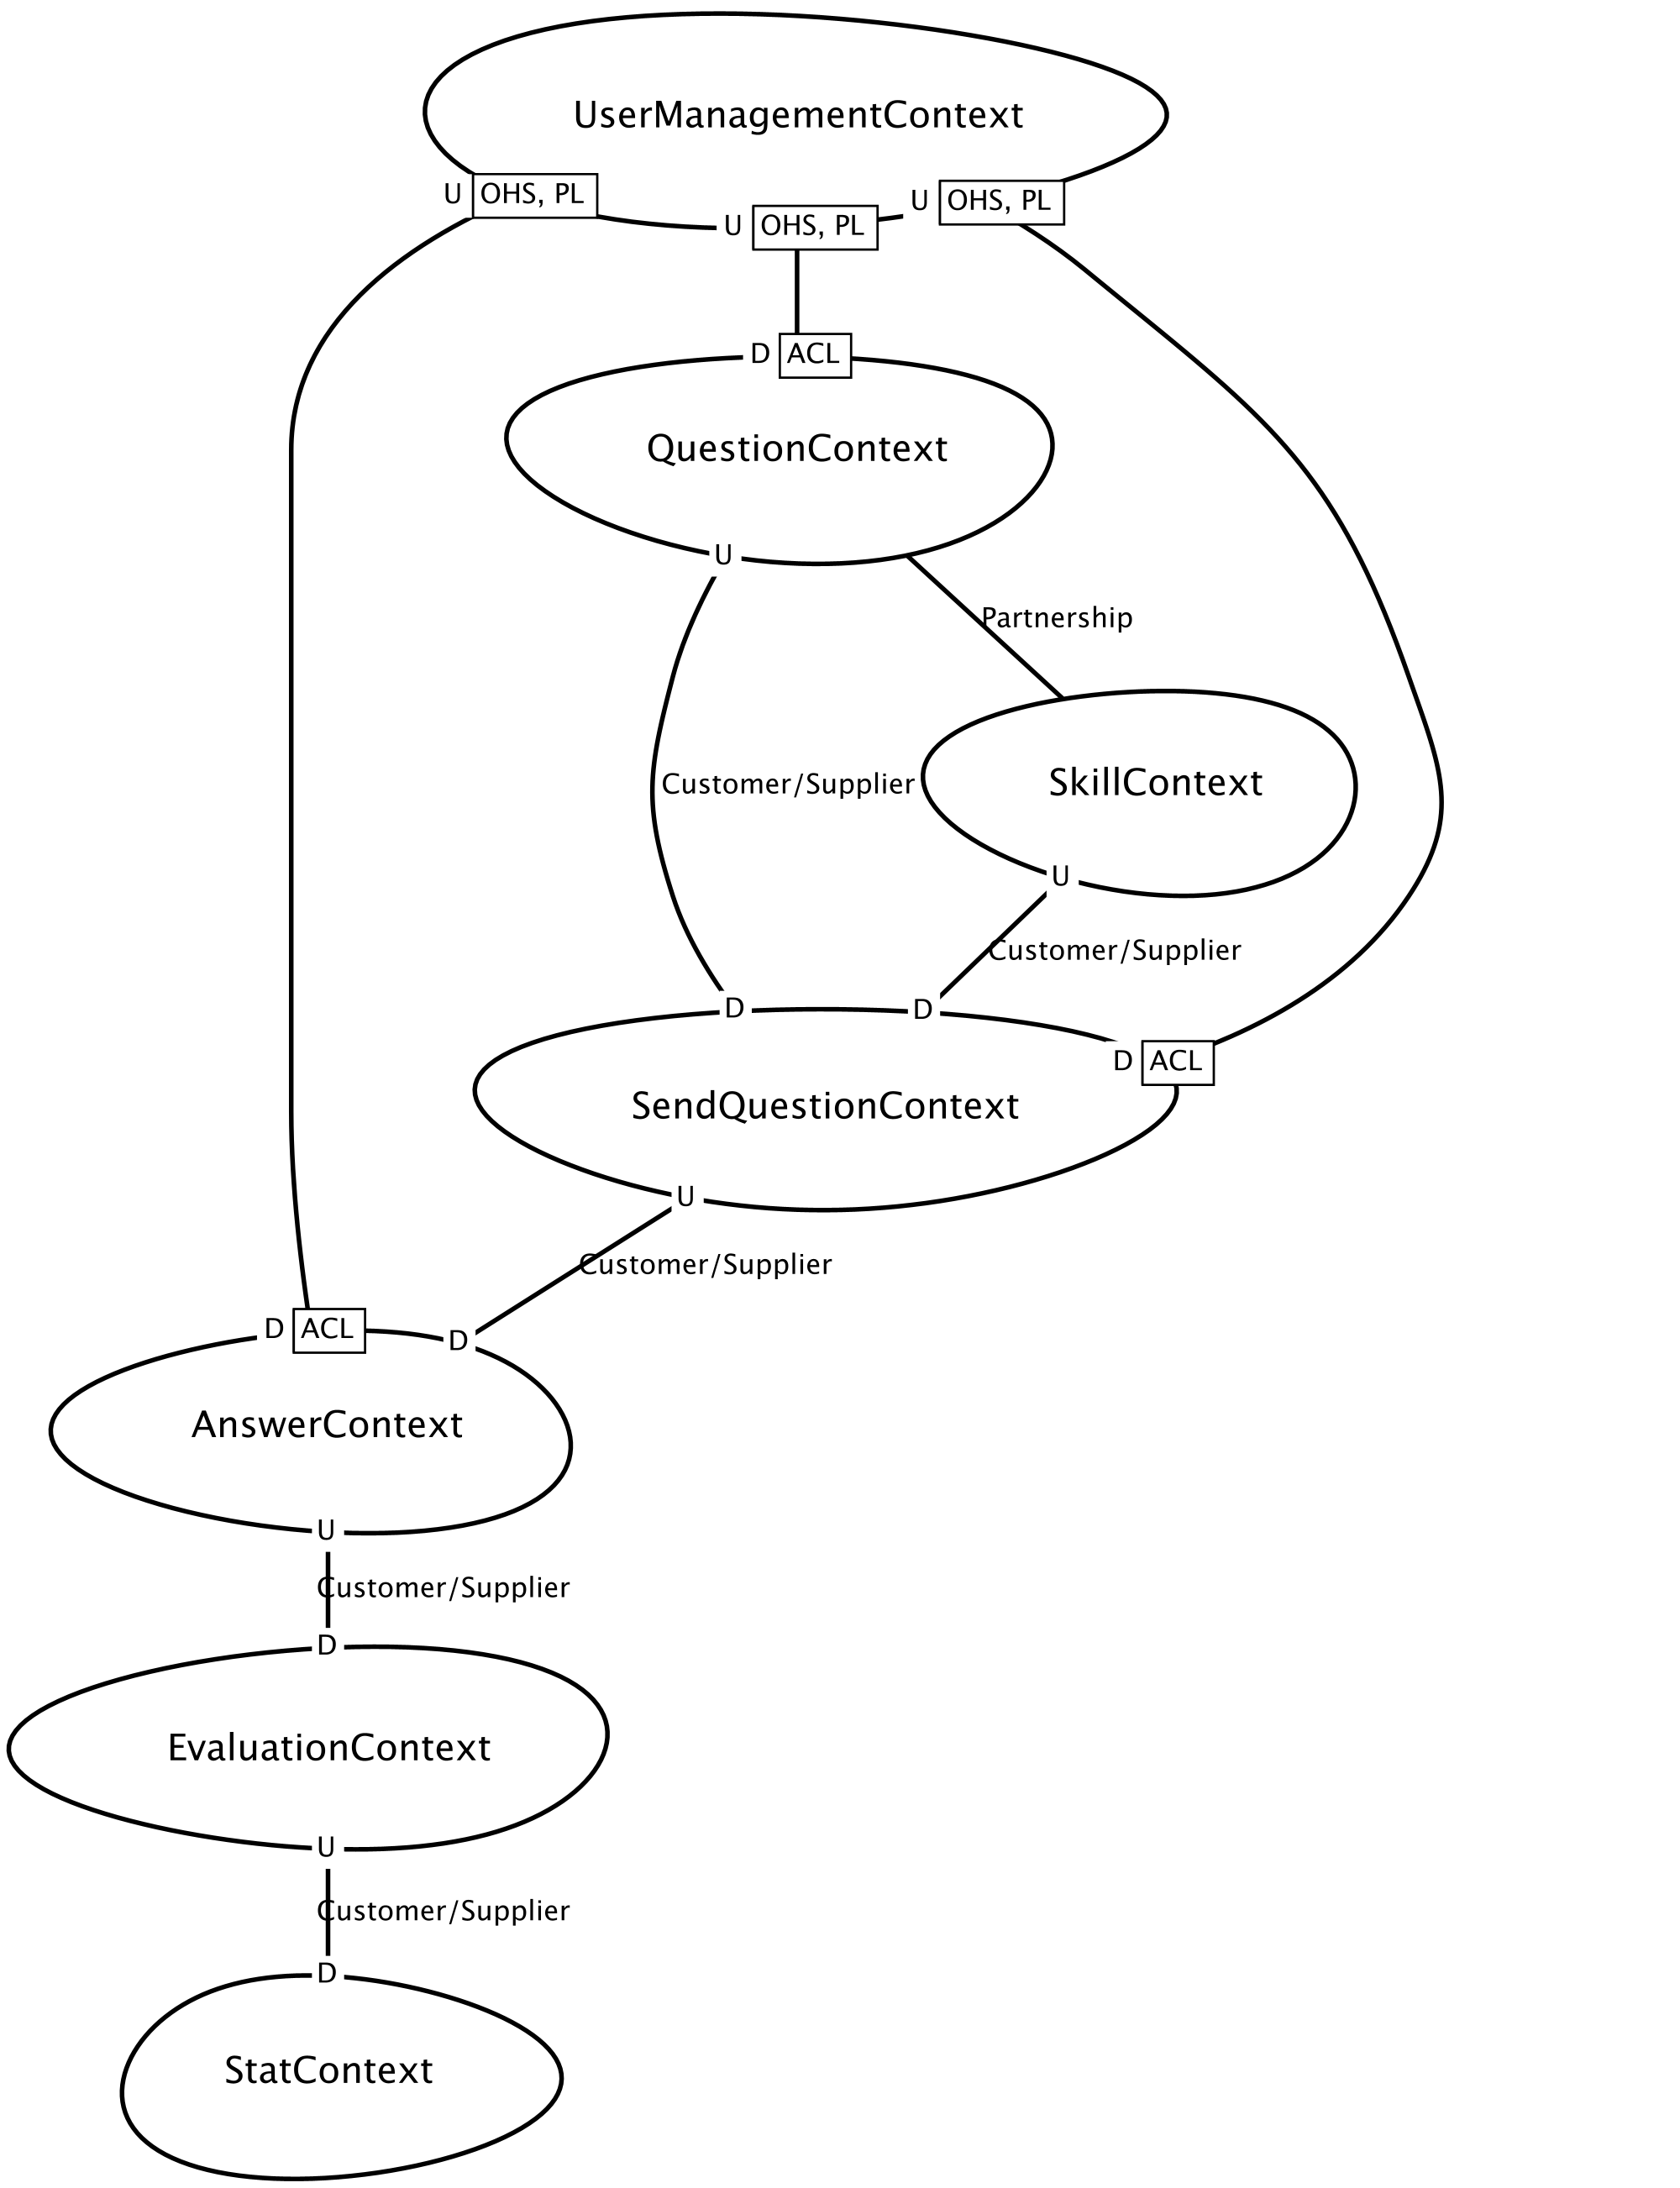 UserManagementContext
U OHS, PL
U OHS, PL
U OHS, PL
D ACL
QuestionContext
U
Partnership
Customer/Supplier
SkillContext
U
Customer/Supplier
D
D
D ACL
SendQuestionContext
U
Customer/Supplier
D ACL
D
AnswerContext
U
Customer/Supplier
D
EvaluationContext
U
Customer/Supplier
D
StatContext